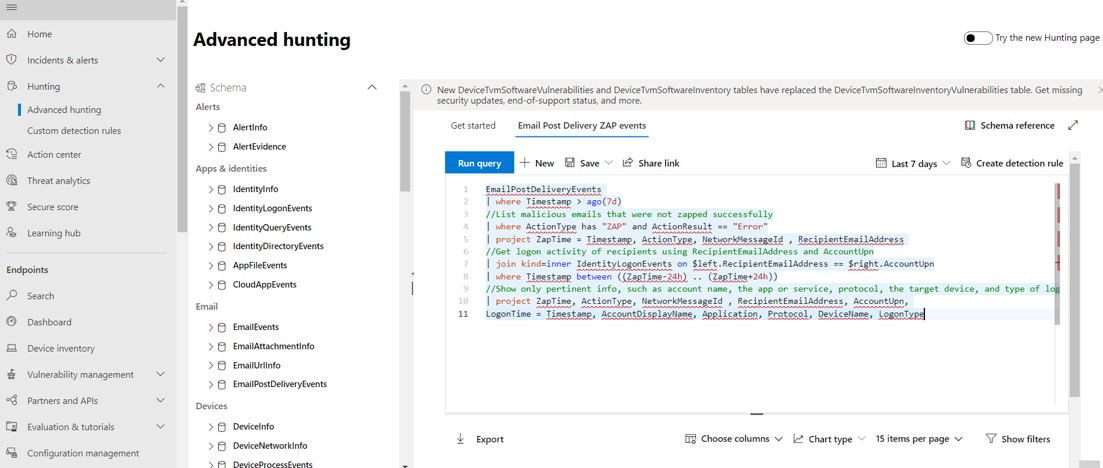 Advanced hunting
Try the new Hunting page
Home
Incidents & alerts
Hunting
Advanced hunting
Custom detection rules
Action center
Threat analytics
Secure score
Learning hub
Endpoints
Search
Dashboard
Device inventory
Vulnerability management
Partners and APIs
Evaluation & tutorials
Configuration management
Schema
Alerts
AlertInfo
AlertEvidence
Apps & identities
IdentityInfo
IdentityLogonEvents
IdentityQueryEvents
IdentityDirectoryEvents
AppFileEvents
CloudAppEvents
Email
EmailEvents
EmailAttachmentInfo
EmailUrlInfo
EmailPostDeliveryEvents
Devices
DeviceInfo
DeviceNetworkInfo
DeviceProcessEvents
New DeviceTvmSoftwareVulnerabilities and DeviceTvmSoftwareInventory tables have replaced the DeviceTvmSoftwareInventoryVulnerabilities table. Get missing
security updates, end-of-support status, and more.
Get started
Email Post Delivery ZAP events
Schema reference
Run query
New
Save
Share link
Last 7 days
Create detection rule
1 EmailPostDeliveryEvents
2 | where Timestamp > ago(7d)
3 //List malicious emails that were not zapped successfully
4 | where ActionType has "ZAP" and ActionResult == "Error"
5 | project ZapTime = Timestamp, ActionType, NetworkMessageId , RecipientEmailAddress
6 //Get logon activity of recipients using RecipientEmailAddress and AccountUpn
7 | join kind=inner IdentityLogonEvents on $left.RecipientEmailAddress == $right.AccountUpn
8 | where Timestamp between ((ZapTime-24h) .. (ZapTime+24h))
9 //Show only pertinent info, such as account name, the app or service, protocol, the target device, and type of log
10 | project ZapTime, ActionType, NetworkMessageId , RecipientEmailAddress, AccountUpn,
11 LogonTime = Timestamp, AccountDisplayName, Application, Protocol, DeviceName, LogonType
Export
Choose columns
Chart type
15 items per page
Show filters